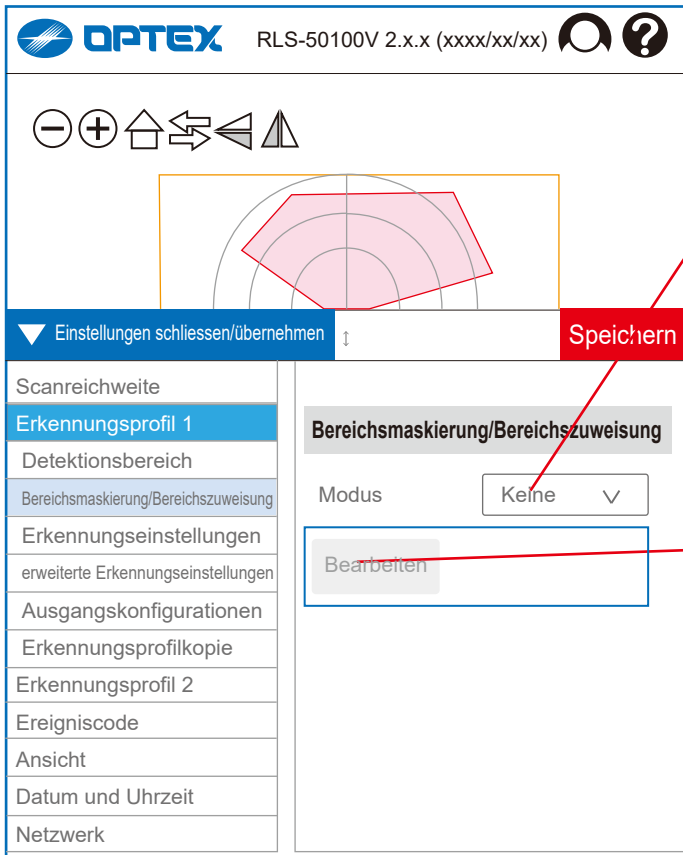 OPTEX RLS-50100V 2.x.x (xxxx/xx/xx) ?
Einstellungen schliessen/übernehmen
Speichern
Scanreichweite
Erkennungsprofil 1
Detektionsbereich
Bereichsmaskierung/Bereichszuweisung
Erkennungseinstellungen
erweiterte Erkennungseinstellungen
Ausgangskonfigurationen
Erkennungsprofilkopie
Erkennungsprofil 2
Ereigniscode
Ansicht
Datum und Uhrzeit
Netzwerk
Bereichsmaskierung/Bereichszuweisung
Modus Keine
Bearbeiten